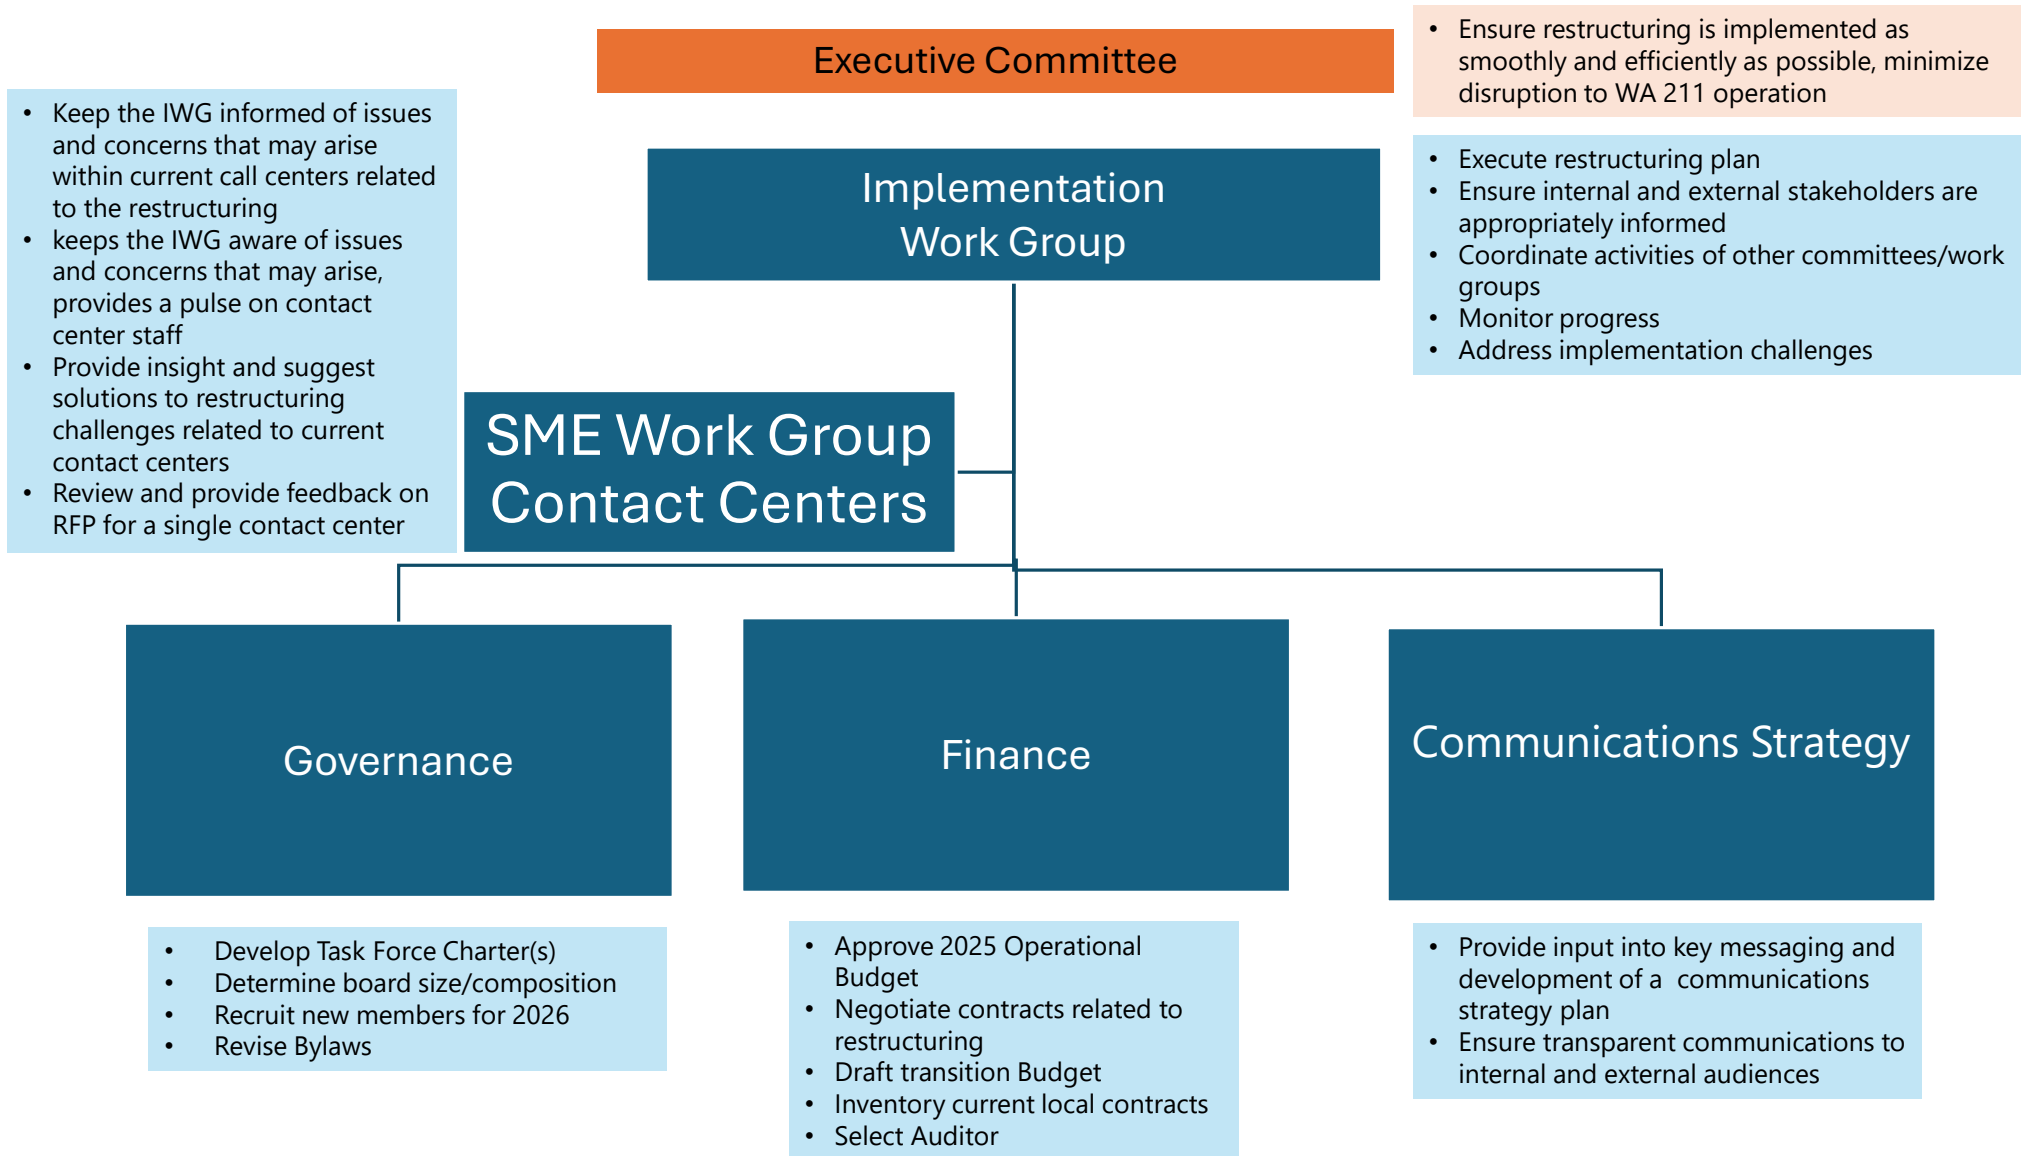 Executive Committee
• Ensure restructuring is implemented as
smoothly and efficiently as possible, minimize
disruption to WA 211 operation
• Keep the IWG informed of issues
and concerns that may arise
within current call centers related
to the restructuring
• keeps the IWG aware of issues
and concerns that may arise,
provides a pulse on contact
center staff
• Provide insight and suggest
solutions to restructuring
challenges related to current
contact centers
• Review and provide feedback on
RFP for a single contact center
Implementation
Work Group
• Execute restructuring plan
• Ensure internal and external stakeholders are
appropriately informed
• Coordinate activities of other committees/work
groups
• Monitor progress
• Address implementation challenges
SME Work Group
Contact Centers
Governance
Finance
Communications Strategy
• Develop Task Force Charter(s)
• Determine board size/composition
• Recruit new members for 2026
• Revise Bylaws
• Approve 2025 Operational
Budget
• Negotiate contracts related to
restructuring
• Draft transition Budget
• Inventory current local contracts
• Select Auditor
• Provide input into key messaging and
development of a  communications
strategy plan
• Ensure transparent communications to
internal and external audiences